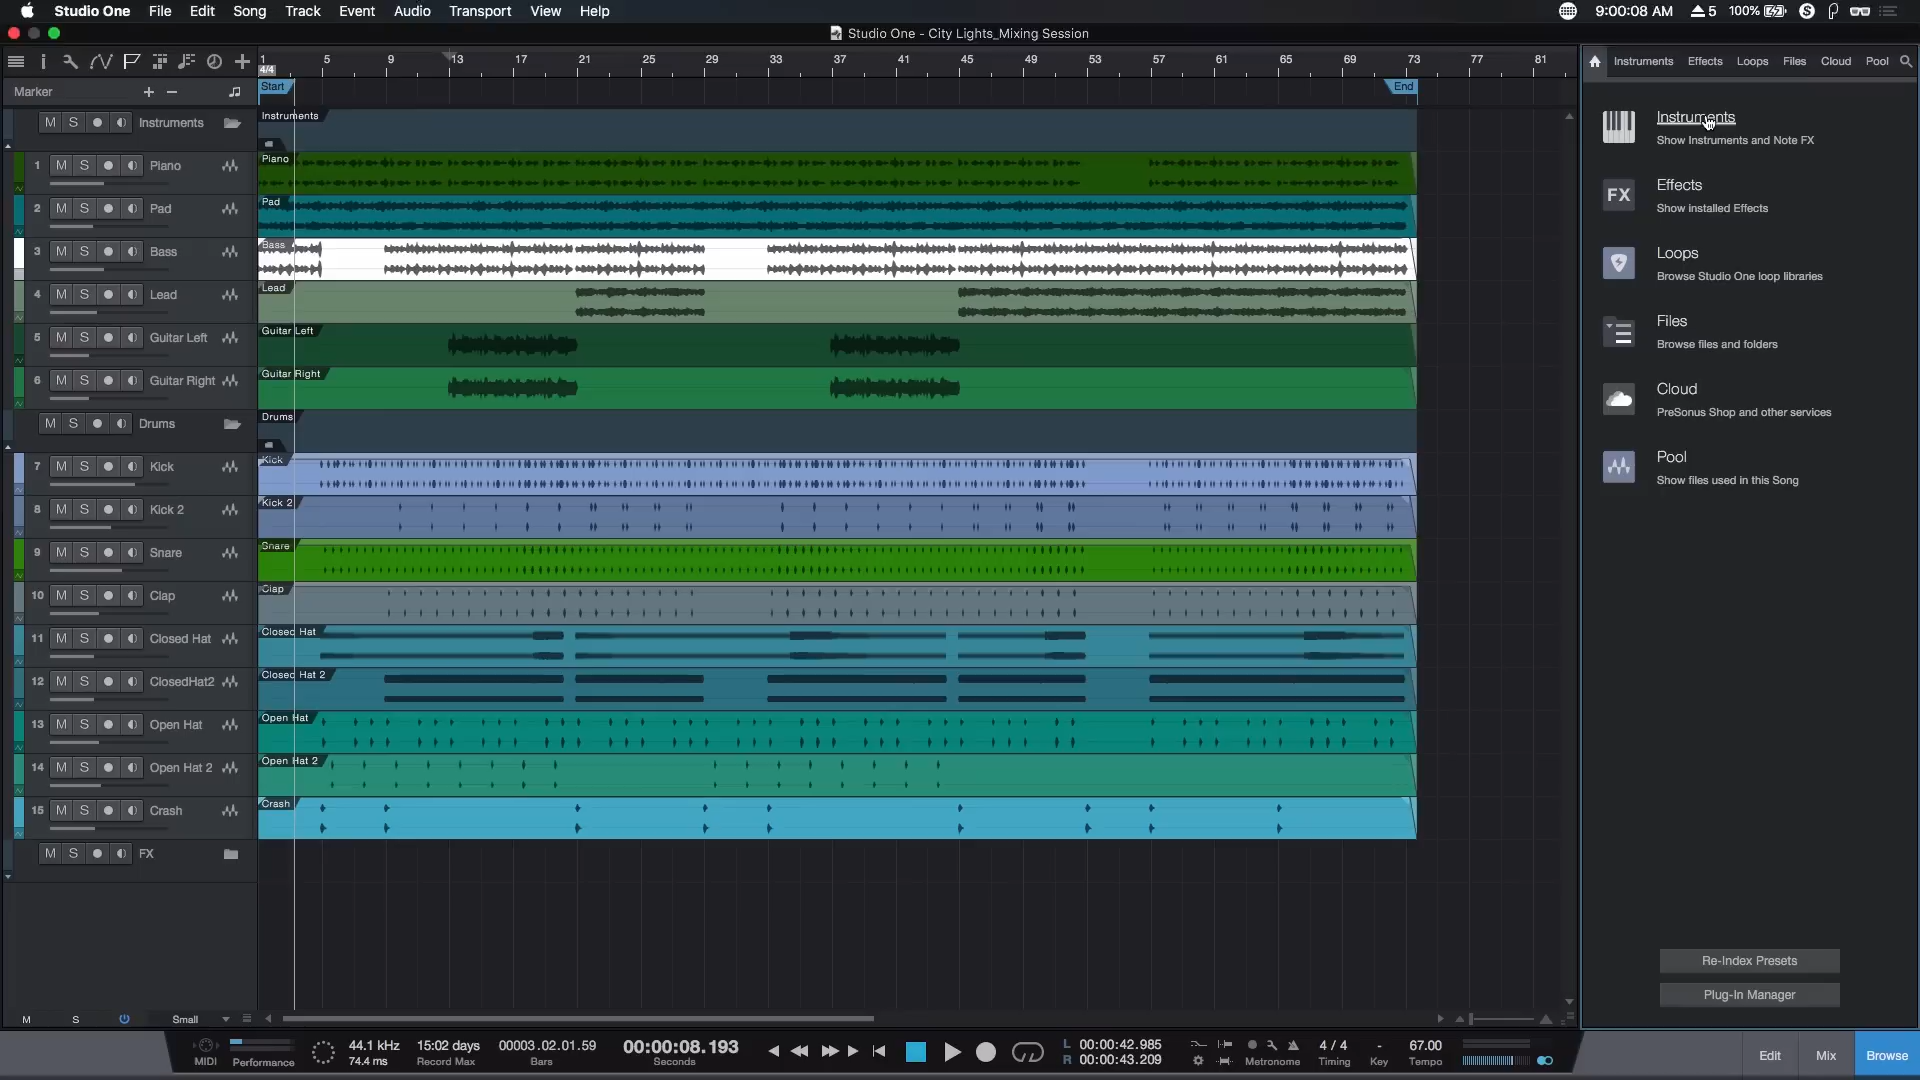 Studio One File Edit Song Track Event Audio Transport View Help
9:00:08 AM 5 100%
Studio One - City Lights_Mixing Session
1 5 9 13 17 21 25 29 33 37 41 45 49 53 57 61 65 69 73 77 81
4/4
Instruments Effects Loops Files Cloud Pool
Marker + −
Start End
M S Instruments
Instruments
1 M S Piano
Piano
2 M S Pad
Pad
3 M S Bass
Bass
4 M S Lead
Lead
5 M S Guitar Left
Guitar Left
6 M S Guitar Right
Guitar Right
M S Drums
Drums
7 M S Kick
Kick
8 M S Kick 2
Kick 2
9 M S Snare
Snare
10 M S Clap
Clap
11 M S Closed Hat
Closed Hat
12 M S ClosedHat2
Closed Hat 2
13 M S Open Hat
Open Hat
14 M S Open Hat 2
Open Hat 2
15 M S Crash
Crash
M S FX
Instruments
Show Instruments and Note FX
FX
Effects
Show installed Effects
Loops
Browse Studio One loop libraries
Files
Browse files and folders
Cloud
PreSonus Shop and other services
Pool
Show files used in this Song
Re-Index Presets
Plug-In Manager
M S Small
MIDI
Performance
44.1 kHz
74.4 ms
15:02 days
Record Max
00003.02.01.59
Bars
00:00:08.193
Seconds
L 00:00:42.985
R 00:00:43.209
Metronome
4 / 4
Timing
-
Key
67.00
Tempo
Edit Mix Browse